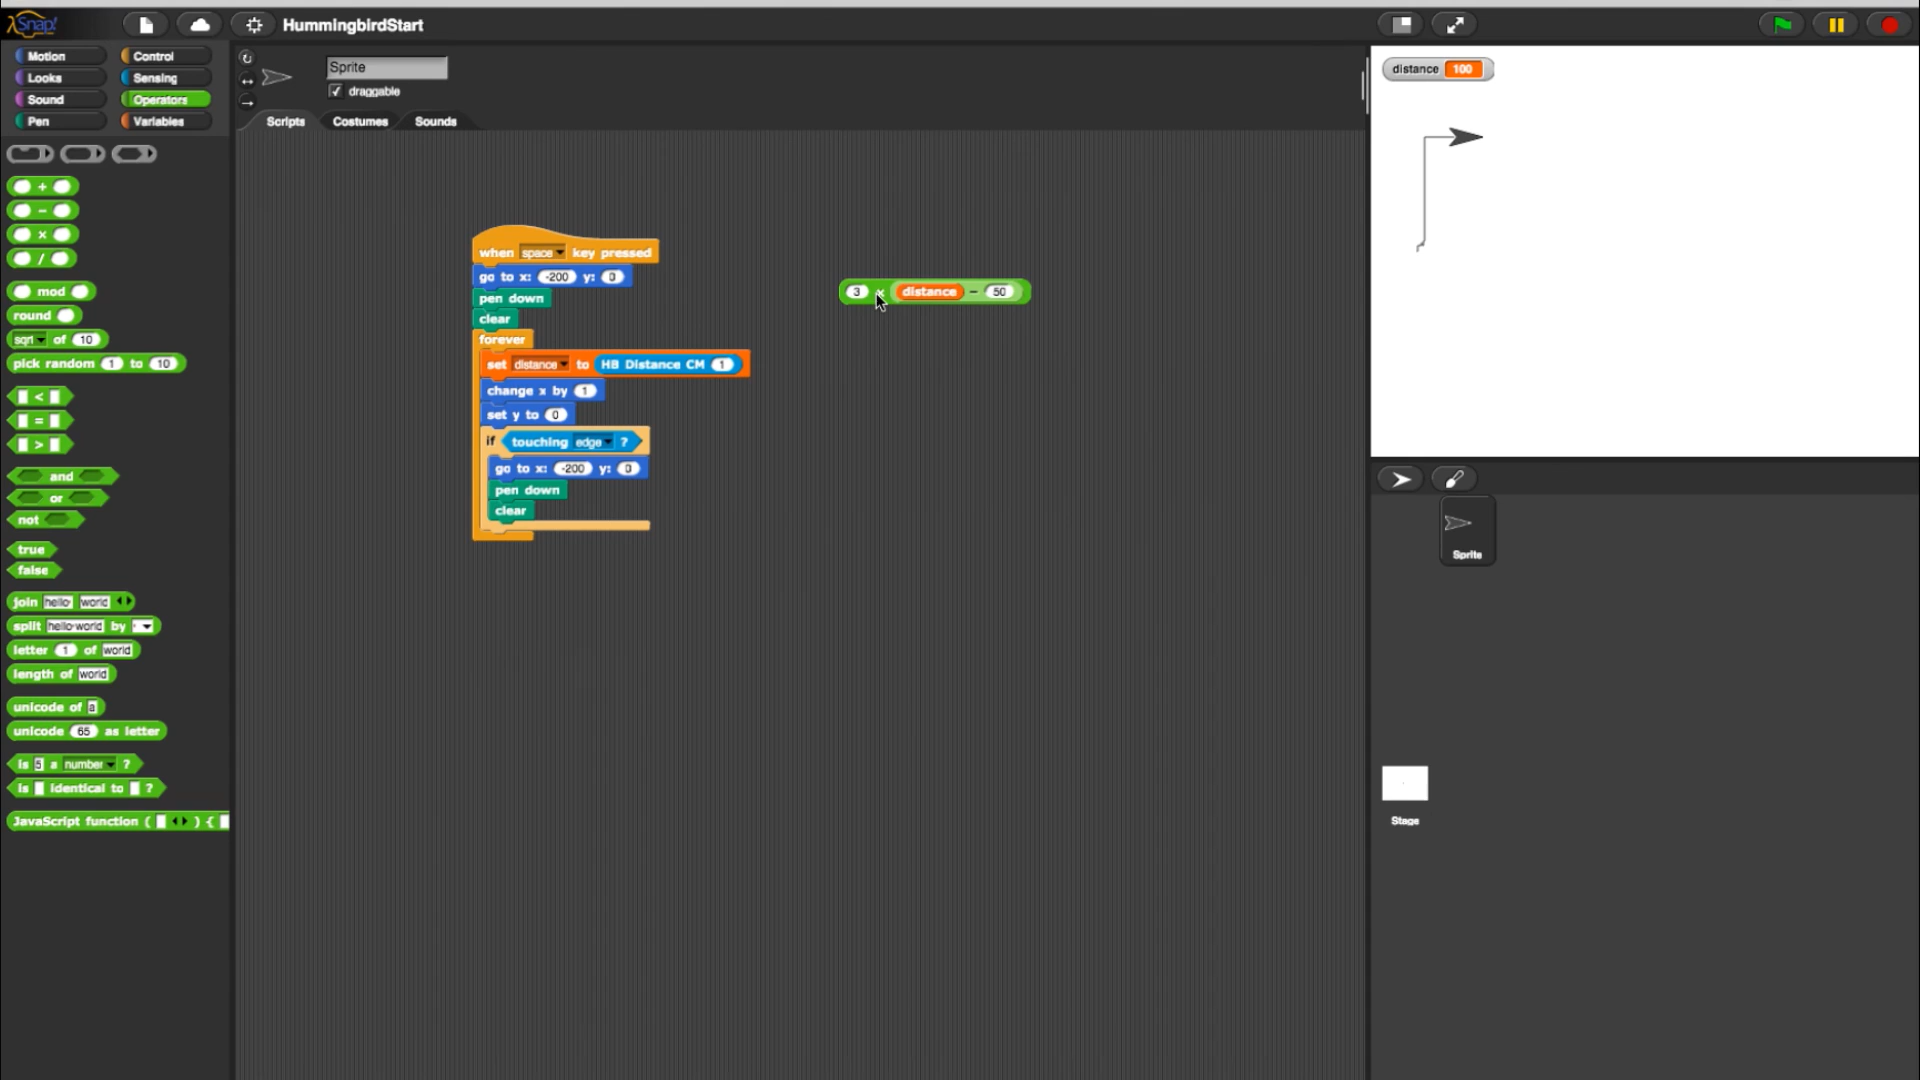 Snap! HummingbirdStart
Motion Control
Looks Sensing
Sound Operators
Pen Variables
Sprite
draggable
Scripts Costumes Sounds
+
−
×
/
mod
round
sqrt of 10
pick random 1 to 10
<
=
>
and
or
not
true
false
join hello world
split hello world by
letter 1 of world
length of world
unicode of a
unicode 65 as letter
is 5 a number ?
is identical to ?
JavaScript function ( ) {
when space key pressed
go to x: -200 y: 0
pen down
clear
forever
set distance to HB Distance CM 1
change x by 1
set y to 0
if touching edge ?
go to x: -200 y: 0
pen down
clear
3 × distance − 50
distance 100
Sprite
Stage